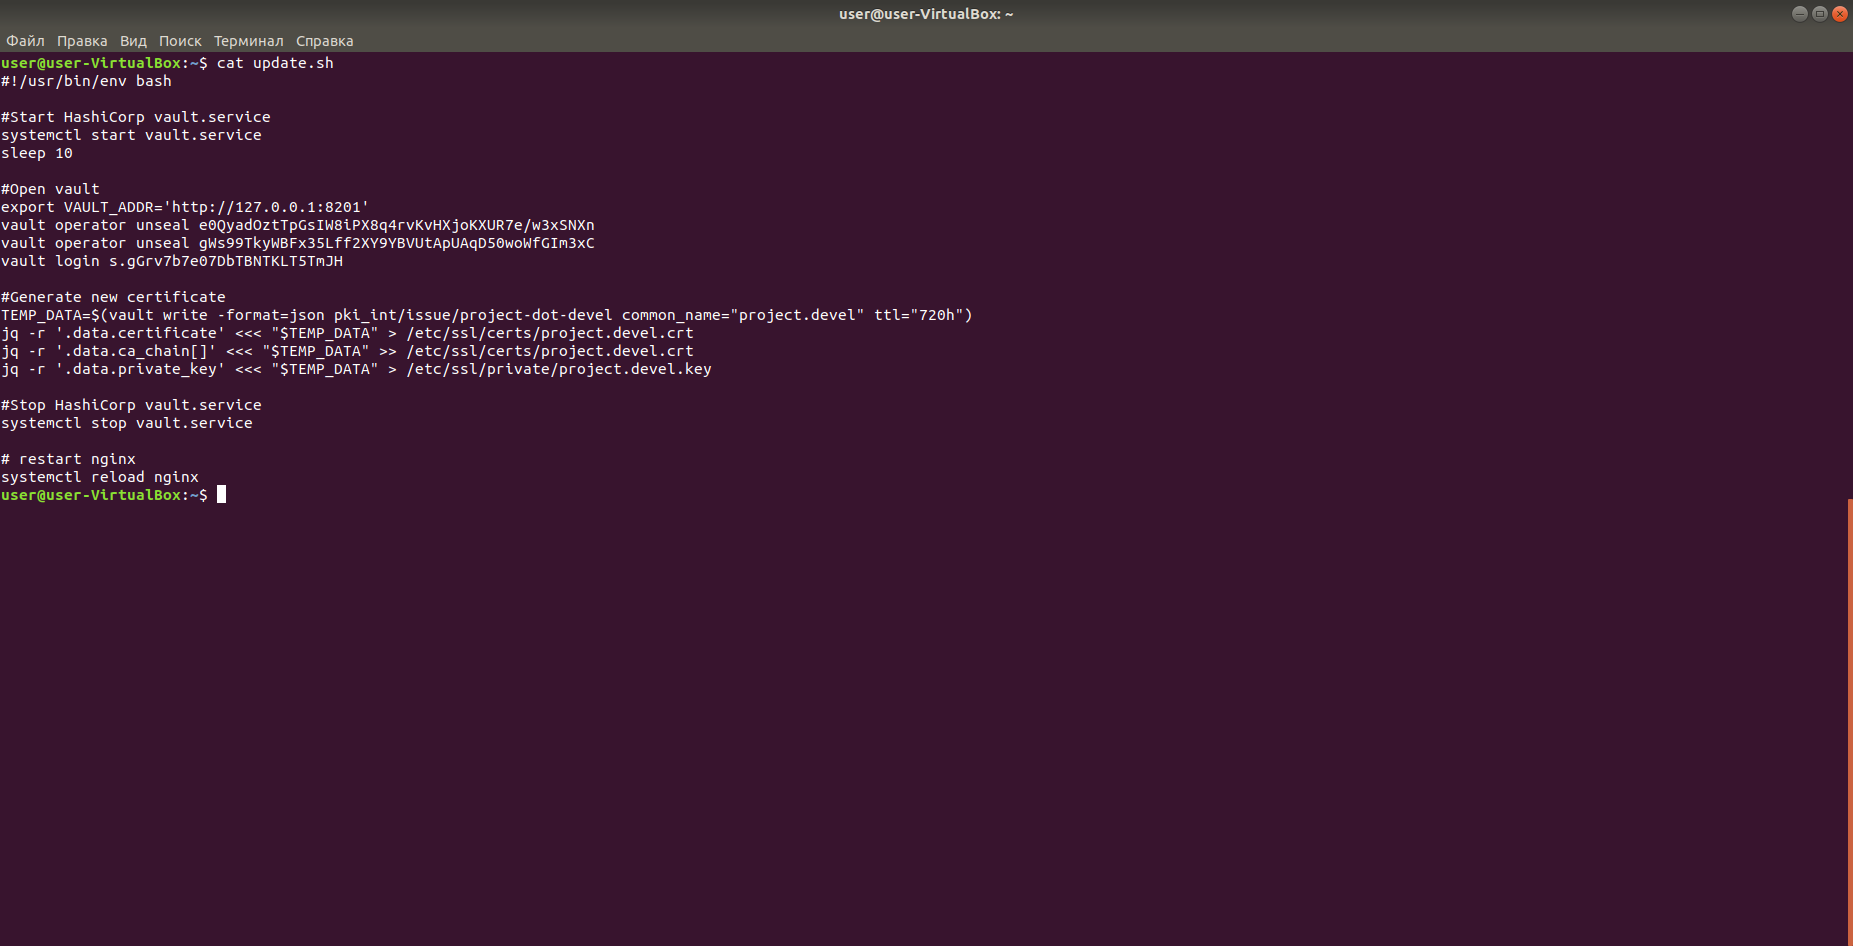 user@user-VirtualBox: ~
Файл Правка Вид Поиск Терминал Справка
user@user-VirtualBox:~$ cat update.sh
#!/usr/bin/env bash
#Start HashiCorp vault.service
systemctl start vault.service
sleep 10
#Open vault
export VAULT_ADDR='http://127.0.0.1:8201'
vault operator unseal e0QyadOztTpGsIW8iPX8q4rvKvHXjoKXUR7e/w3xSNXn
vault operator unseal gWs99TkyWBFx35Lff2XY9YBVUtApUAqD50woWfGIm3xC
vault login s.gGrv7b7e07DbTBNTKLT5TmJH
#Generate new certificate
TEMP_DATA=$(vault write -format=json pki_int/issue/project-dot-devel common_name="project.devel" ttl="720h")
jq -r '.data.certificate' <<< "$TEMP_DATA" > /etc/ssl/certs/project.devel.crt
jq -r '.data.ca_chain[]' <<< "$TEMP_DATA" >> /etc/ssl/certs/project.devel.crt
jq -r '.data.private_key' <<< "$TEMP_DATA" > /etc/ssl/private/project.devel.key
#Stop HashiCorp vault.service
systemctl stop vault.service
# restart nginx
systemctl reload nginx
user@user-VirtualBox:~$